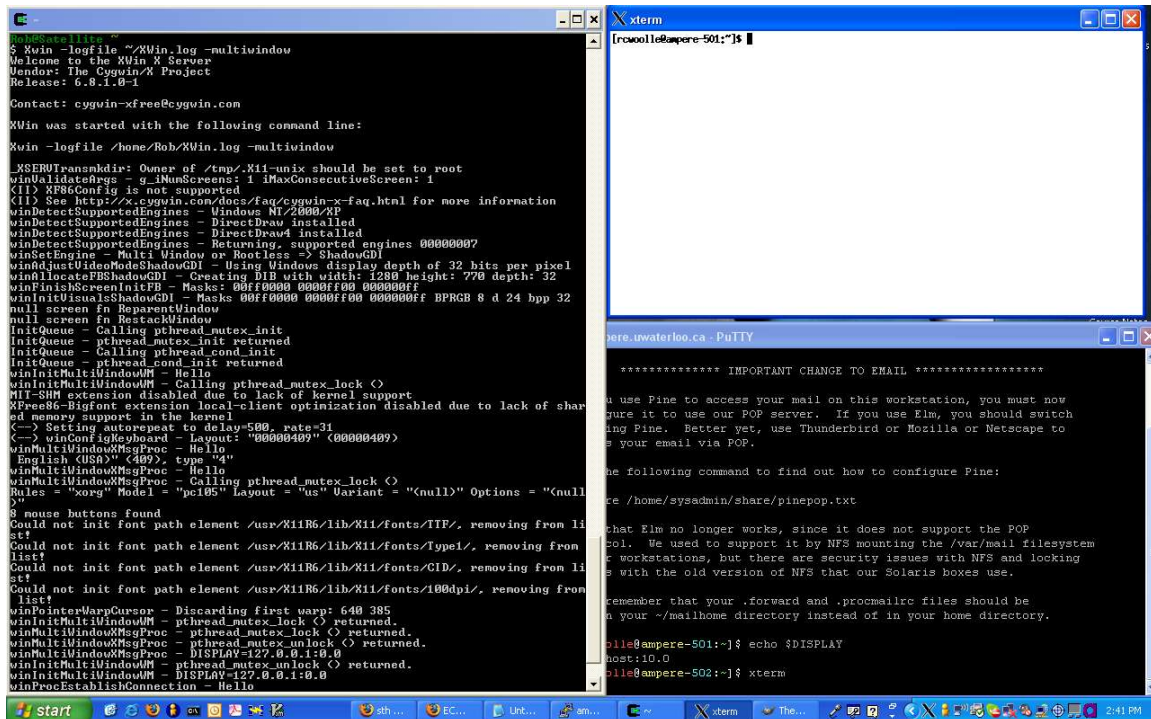 Rob@Satellite ~
$ Xwin -logfile ~/XWin.log -multiwindow
Welcome to the XWin X Server
Vendor: The Cygwin/X Project
Release: 6.8.1.0-1
Contact: cygwin-xfree@cygwin.com
XWin was started with the following command line:
Xwin -logfile /home/Rob/XWin.log -multiwindow
_XSERVTransmkdir: Owner of /tmp/.X11-unix should be set to root
winValidateArgs - g_iNumScreens: 1 iMaxConsecutiveScreen: 1
(II) XF86Config is not supported
(II) See http://x.cygwin.com/docs/faq/cygwin-x-faq.html for more information
winDetectSupportedEngines - Windows NT/2000/XP
winDetectSupportedEngines - DirectDraw installed
winDetectSupportedEngines - DirectDraw4 installed
winDetectSupportedEngines - Returning, supported engines 00000007
winSetEngine - Multi Window or Rootless => ShadowGDI
winAdjustVideoModeShadowGDI - Using Windows display depth of 32 bits per pixel
winAllocateFBShadowGDI - Creating DIB with width: 1280 height: 770 depth: 32
winFinishScreenInitFB - Masks: 00ff0000 0000ff00 000000ff
winInitVisualsShadowGDI - Masks 00ff0000 0000ff00 000000ff BPRGB 8 d 24 bpp 32
null screen fn ReparentWindow
null screen fn RestackWindow
InitQueue - Calling pthread_mutex_init
InitQueue - pthread_mutex_init returned
InitQueue - Calling pthread_cond_init
InitQueue - pthread_cond_init returned
winInitMultiWindowWM - Hello
winInitMultiWindowWM - Calling pthread_mutex_lock ()
MIT-SHM extension disabled due to lack of kernel support
XFree86-Bigfont extension local-client optimization disabled due to lack of shar
ed memory support in the kernel
(--) Setting autorepeat to delay=500, rate=31
(--) winConfigKeyboard - Layout: "00000409" (00000409)
winMultiWindowXMsgProc - Hello
English (USA)" (409), type "4"
winMultiWindowXMsgProc - Hello
winMultiWindowXMsgProc - Calling pthread_mutex_lock ()
Rules = "xorg" Model = "pc105" Layout = "us" Variant = "(null)" Options = "(null
)"
8 mouse buttons found
Could not init font path element /usr/X11R6/lib/X11/fonts/TTF/, removing from li
st!
Could not init font path element /usr/X11R6/lib/X11/fonts/Type1/, removing from
list!
Could not init font path element /usr/X11R6/lib/X11/fonts/CID/, removing from li
st!
Could not init font path element /usr/X11R6/lib/X11/fonts/100dpi/, removing from
list!
winPointerWarpCursor - Discarding first warp: 640 385
winInitMultiWindowWM - pthread_mutex_lock () returned.
winMultiWindowXMsgProc - pthread_mutex_lock () returned.
winMultiWindowXMsgProc - pthread_mutex_unlock () returned.
winMultiWindowXMsgProc - DISPLAY=127.0.0.1:0.0
winInitMultiWindowWM - pthread_mutex_unlock () returned.
winInitMultiWindowWM - DISPLAY=127.0.0.1:0.0
winProcEstablishConnection - Hello
xterm
[rcwoolle@ampere-501:~]$
pere.uwaterloo.ca - PuTTY
************** IMPORTANT CHANGE TO EMAIL ******************
u use Pine to access your mail on this workstation, you must now
gure it to use our POP server. If you use Elm, you should switch
ing Pine. Better yet, use Thunderbird or Mozilla or Netscape to
s your email via POP.
he following command to find out how to configure Pine:
re /home/sysadmin/share/pinepop.txt
that Elm no longer works, since it does not support the POP
col. We used to support it by NFS mounting the /var/mail filesystem
r workstations, but there are security issues with NFS and locking
s with the old version of NFS that our Solaris boxes use.
remember that your .forward and .procmailrc files should be
n your ~/mailhome directory instead of in your home directory.
olle@ampere-501:~]$ echo $DISPLAY
host:10.0
olle@ampere-502:~]$ xterm
start sth ... EC... Unt... am... ~ xterm The... 2:41 PM